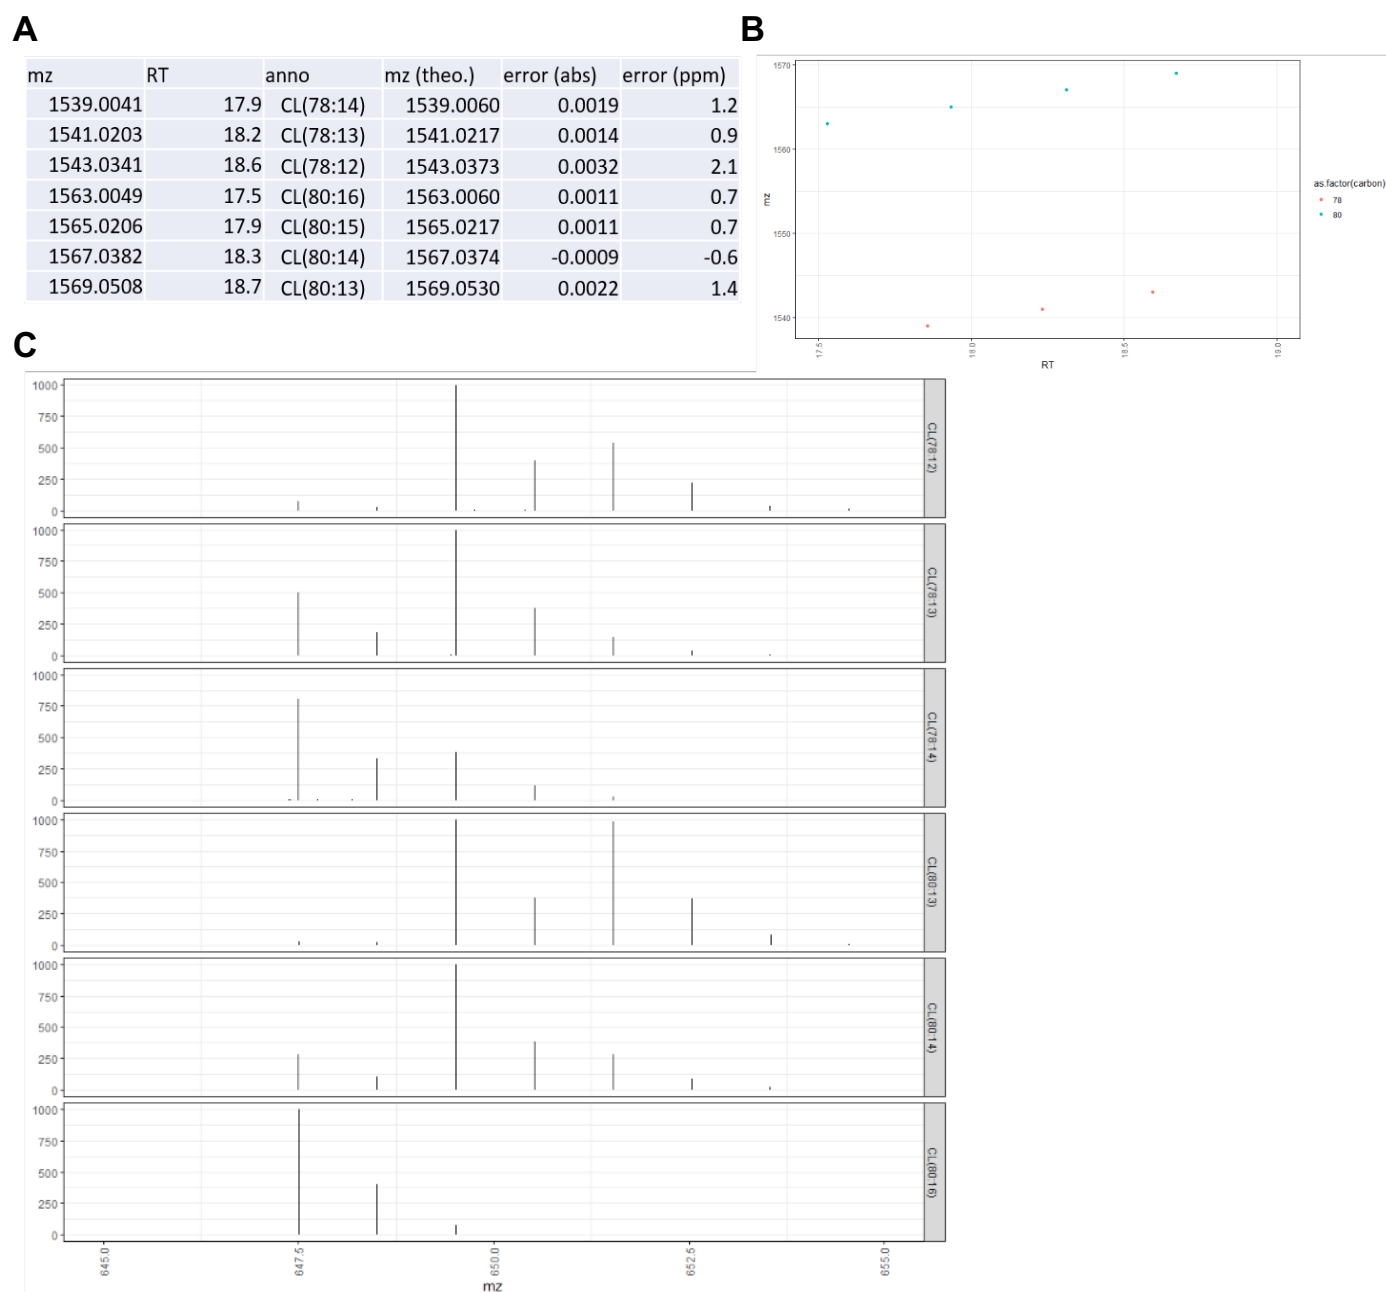 A
mz RT anno mz (theo.) error (abs) error (ppm)
1539.0041 17.9 CL(78:14) 1539.0060 0.0019 1.2
1541.0203 18.2 CL(78:13) 1541.0217 0.0014 0.9
1543.0341 18.6 CL(78:12) 1543.0373 0.0032 2.1
1563.0049 17.5 CL(80:16) 1563.0060 0.0011 0.7
1565.0206 17.9 CL(80:15) 1565.0217 0.0011 0.7
1567.0382 18.3 CL(80:14) 1567.0374 -0.0009 -0.6
1569.0508 18.7 CL(80:13) 1569.0530 0.0022 1.4
B
1570
1560
1550
1540
mz
17.5 18.0 18.5 19.0
RT
as.factor(carbon)
78
80
C
1000
750
500
250
0
CL(78:12)
1000
750
500
250
0
CL(78:13)
1000
750
500
250
0
CL(78:14)
1000
750
500
250
0
CL(80:13)
1000
750
500
250
0
CL(80:14)
1000
750
500
250
0
CL(80:16)
645.0 647.5 650.0 652.5 655.0
mz